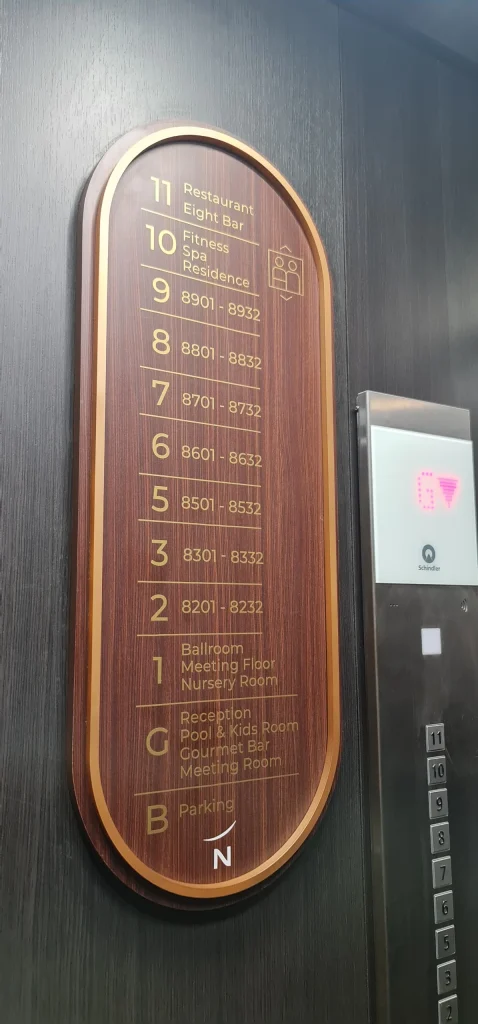 11 Restaurant
Eight Bar
10 Fitness
Spa
Residence
9 8901 - 8932
8 8801 - 8832
7 8701 - 8732
6 8601 - 8632
5 8501 - 8532
3 8301 - 8332
2 8201 - 8232
1 Ballroom
Meeting Floor
Nursery Room
G Reception
Pool & Kids Room
Gourmet Bar
Meeting Room
B Parking
N
G
Schindler
11
10
9
8
7
6
5
3
2